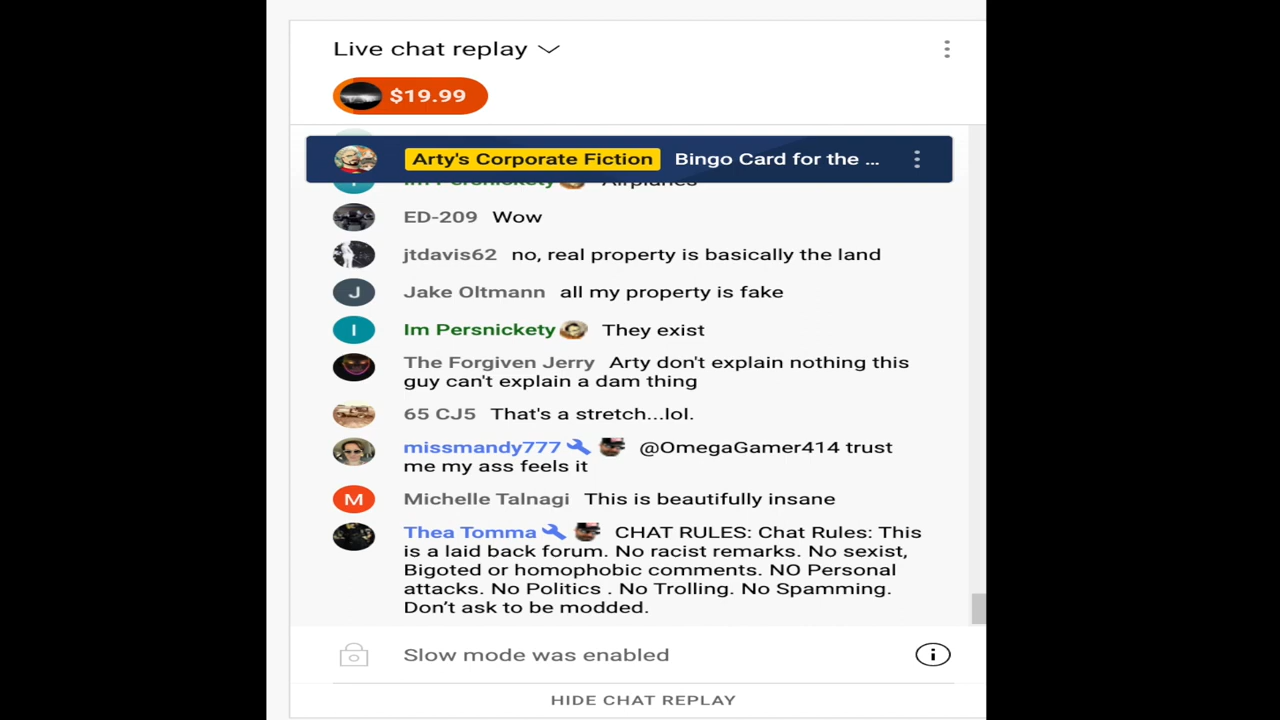 Live chat replay
$19.99
Arty's Corporate Fiction Bingo Card for the ...
Im Persnickety Airplanes
ED-209 Wow
jtdavis62 no, real property is basically the land
J Jake Oltmann all my property is fake
I Im Persnickety They exist
The Forgiven Jerry Arty don't explain nothing this
guy can't explain a dam thing
65 CJ5 That's a stretch...lol.
missmandy777 @OmegaGamer414 trust
me my ass feels it
M Michelle Talnagi This is beautifully insane
Thea Tomma CHAT RULES: Chat Rules: This
is a laid back forum. No racist remarks. No sexist,
Bigoted or homophobic comments. NO Personal
attacks. No Politics . No Trolling. No Spamming.
Don’t ask to be modded.
Slow mode was enabled
HIDE CHAT REPLAY